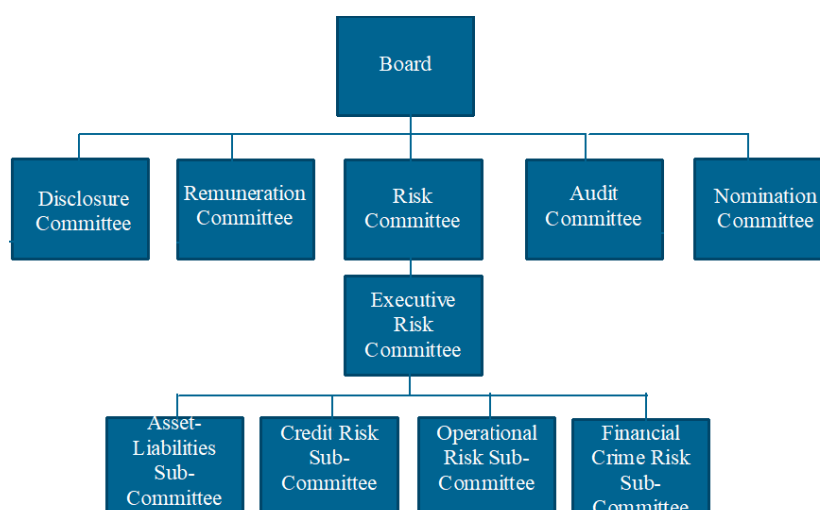 Board
Disclosure
Committee
Remuneration
Committee
Risk
Committee
Audit
Committee
Nomination
Committee
Executive
Risk
Committee
Asset-
Liabilities
Sub-
Committee
Credit Risk
Sub-
Committee
Operational
Risk Sub-
Committee
Financial
Crime Risk
Sub-
Committee